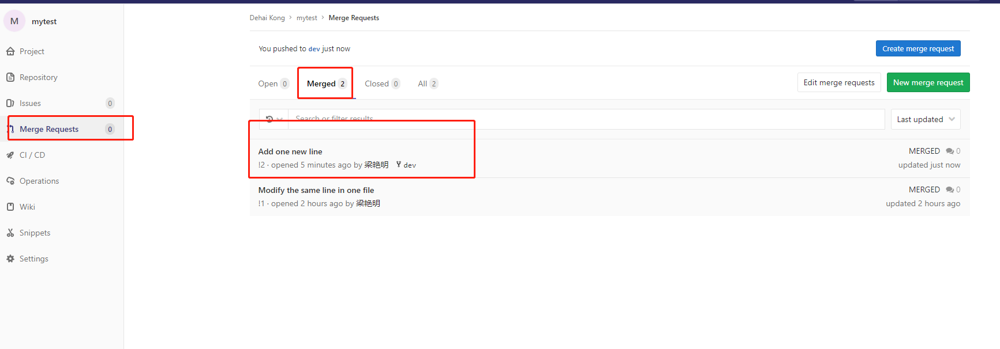 M mytest
Project
Repository
Issues 0
Merge Requests 0
CI / CD
Operations
Wiki
Snippets
Settings
Dehai Kong > mytest > Merge Requests
You pushed to dev just now
Create merge request
Open 0 Merged 2 Closed 0 All 2
Edit merge requests
New merge request
Search or filter results
Last updated
Add one new line
MERGED 0
!2 · opened 5 minutes ago by 梁艳明 dev
updated just now
Modify the same line in one file
MERGED 0
!1 · opened 2 hours ago by 梁艳明
updated 2 hours ago